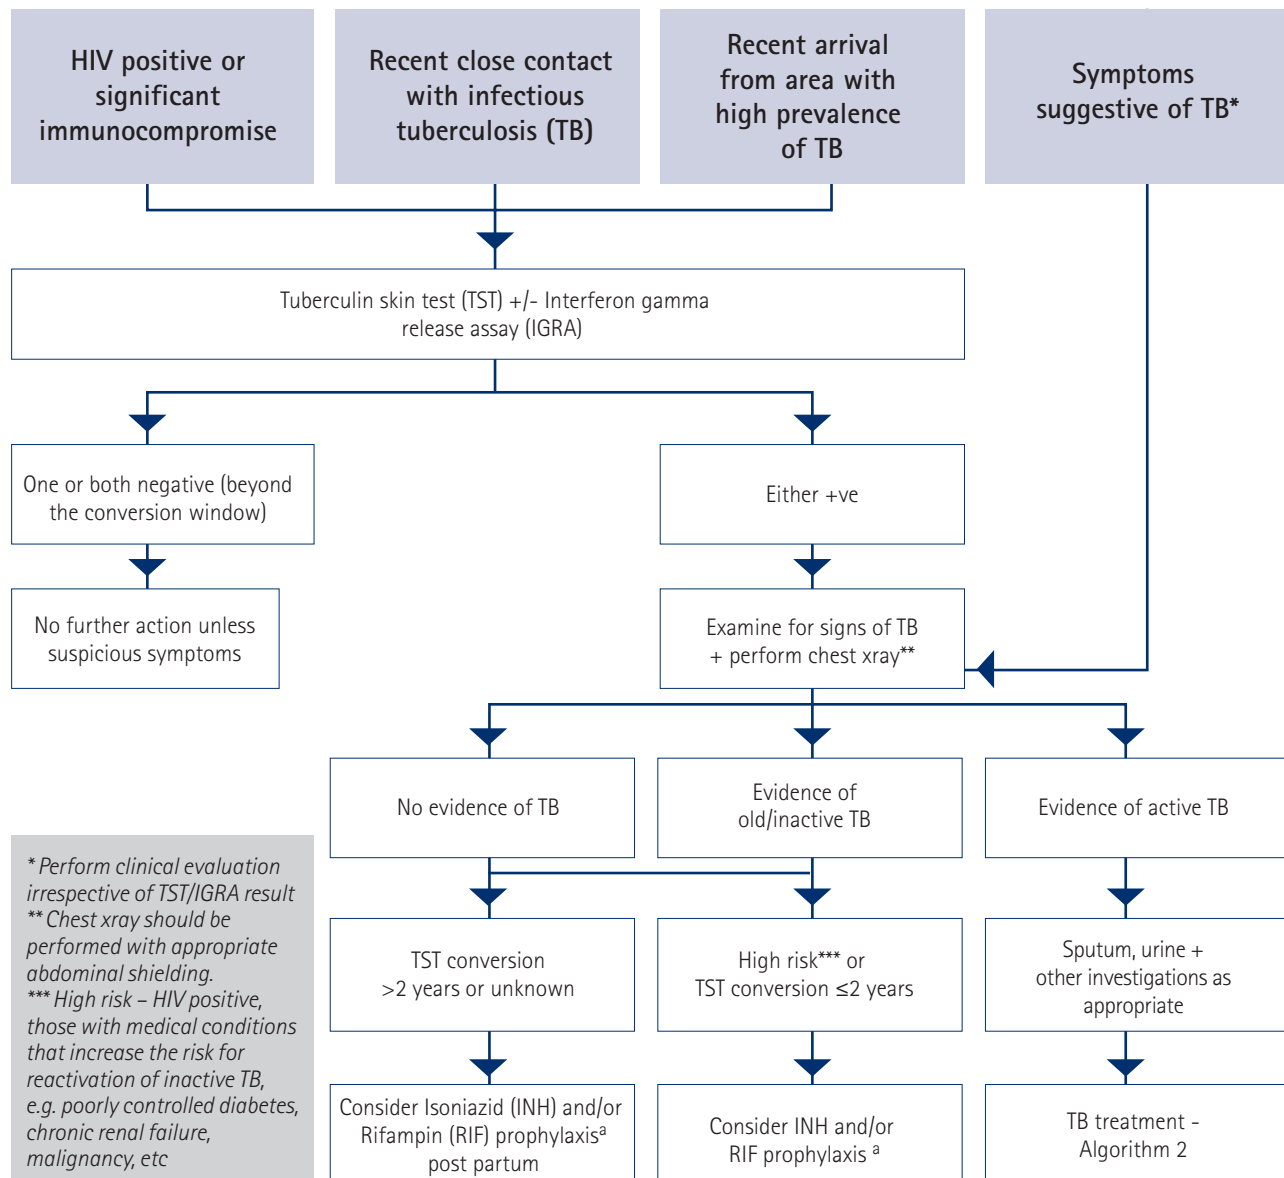 HIV positive or
significant
immunocompromise
Recent close contact
with infectious
tuberculosis (TB)
Recent arrival
from area with
high prevalence
of TB
Symptoms
suggestive of TB*
Tuberculin skin test (TST) +/- Interferon gamma
release assay (IGRA)
One or both negative (beyond
the conversion window)
Either +ve
No further action unless
suspicious symptoms
Examine for signs of TB
+ perform chest xray**
No evidence of TB
Evidence of
old/inactive TB
Evidence of active TB
* Perform clinical evaluation
irrespective of TST/IGRA result
** Chest xray should be
performed with appropriate
abdominal shielding.
*** High risk – HIV positive,
those with medical conditions
that increase the risk for
reactivation of inactive TB,
e.g. poorly controlled diabetes,
chronic renal failure,
malignancy, etc
TST conversion
>2 years or unknown
High risk*** or
TST conversion ≤2 years
Sputum, urine +
other investigations as
appropriate
Consider Isoniazid (INH) and/or
Rifampin (RIF) prophylaxisª
post partum
Consider INH and/or
RIF prophylaxis ª
TB treatment -
Algorithm 2